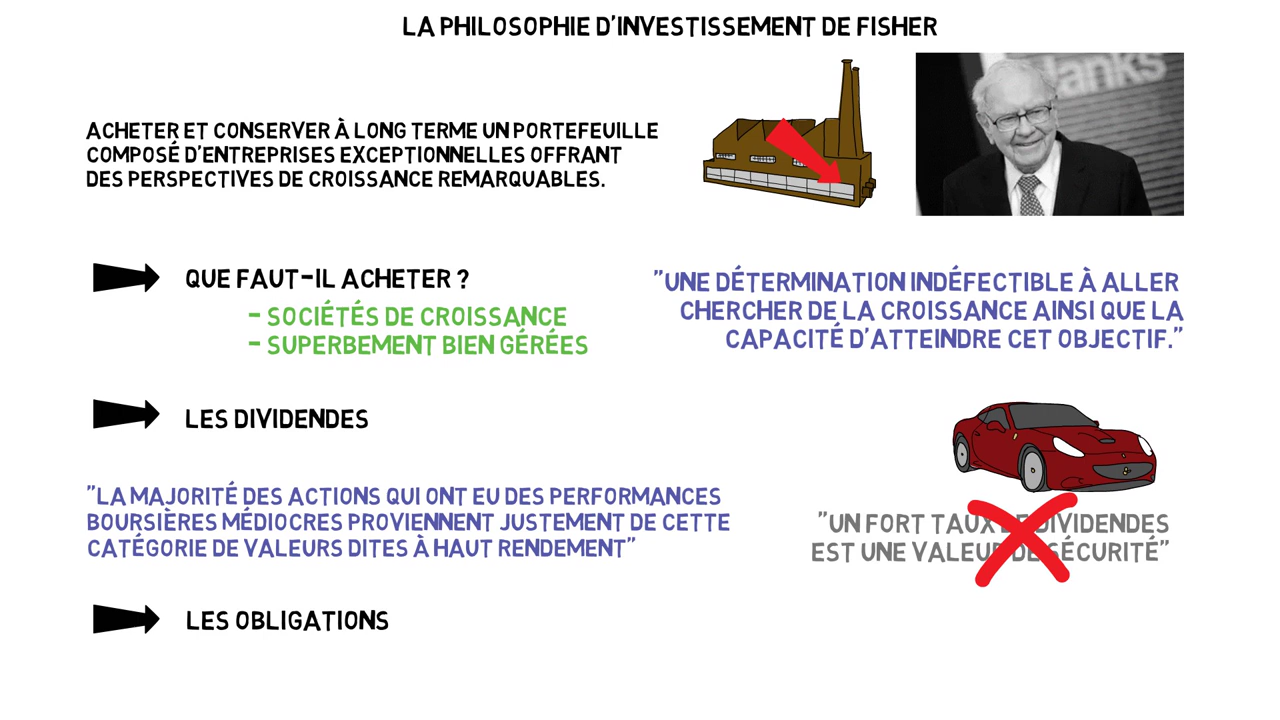 LA PHILOSOPHIE D'INVESTISSEMENT DE FISHER
ACHETER ET CONSERVER À LONG TERME UN PORTEFEUILLE
COMPOSÉ D'ENTREPRISES EXCEPTIONNELLES OFFRANT
DES PERSPECTIVES DE CROISSANCE REMARQUABLES.
anks
QUE FAUT-IL ACHETER ?
- SOCIÉTÉS DE CROISSANCE
- SUPERBEMENT BIEN GÉRÉES
"UNE DÉTERMINATION INDÉFECTIBLE À ALLER
CHERCHER DE LA CROISSANCE AINSI QUE LA
CAPACITÉ D'ATTEINDRE CET OBJECTIF."
LES DIVIDENDES
"LA MAJORITÉ DES ACTIONS QUI ONT EU DES PERFORMANCES
BOURSIÈRES MÉDIOCRES PROVIENNENT JUSTEMENT DE CETTE
CATÉGORIE DE VALEURS DITES À HAUT RENDEMENT"
"UN FORT TAUX DE DIVIDENDES
EST UNE VALEUR DE SÉCURITÉ"
LES OBLIGATIONS